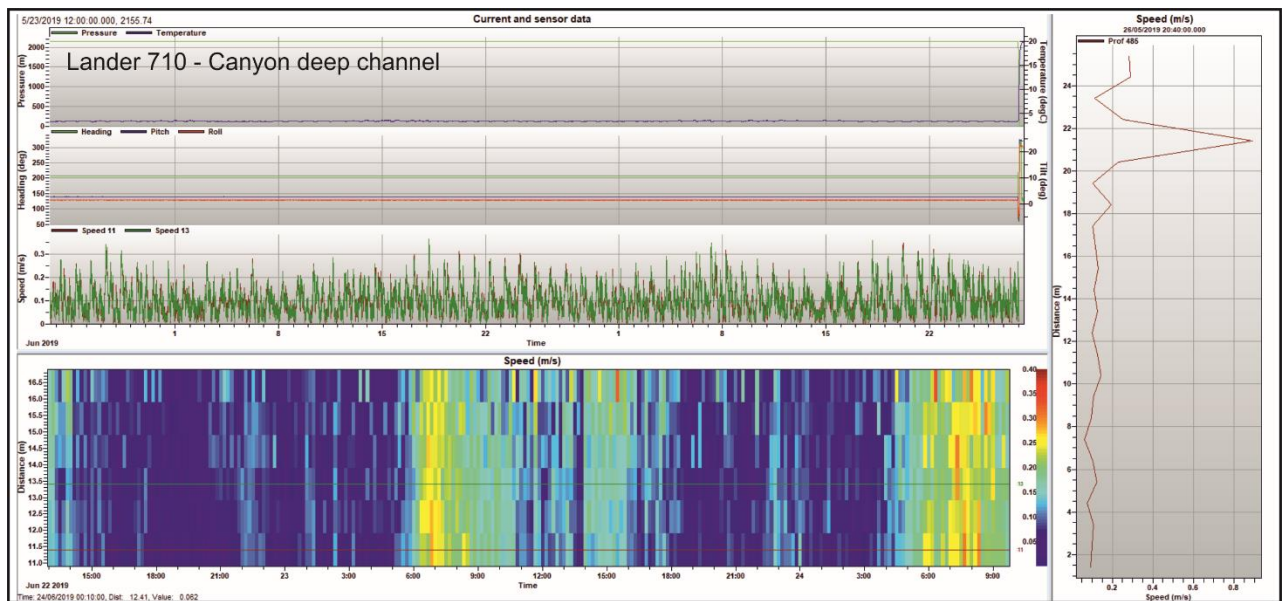 5/23/2019 12:00:00.000, 2155.74
Current and sensor data
Pressure Temperature
Lander 710 - Canyon deep channel
Pressure (m)
2000
1500
1000
500
0
Temperature (degC)
20
15
10
5
Heading Pitch Roll
Heading (deg)
300
250
200
150
100
50
Tilt (deg)
20
10
0
Speed 11 Speed 13
Speed (m/s)
0.3
0.2
0.1
0
1 8 15 22 1 8 15 22
Jun 2019
Time
Speed (m/s)
Distance (m)
16.5
16.0
15.5
15.0
14.5
14.0
13.5
13.0
12.5
12.0
11.5
11.0
13
11
0.40
0.35
0.30
0.25
0.20
0.15
0.10
0.05
15:00 18:00 21:00 23 3:00 6:00 9:00 12:00 15:00 18:00 21:00 24 3:00 6:00 9:00
Jun 22 2019
Time
Time: 24/06/2019 00:10:00, Dist: 12.41, Value: 0.062
Speed (m/s)
26/05/2019 20:40:00.000
Prof 485
Distance (m)
24
22
20
18
16
14
12
10
8
6
4
2
0.2 0.4 0.6 0.8
Speed (m/s)